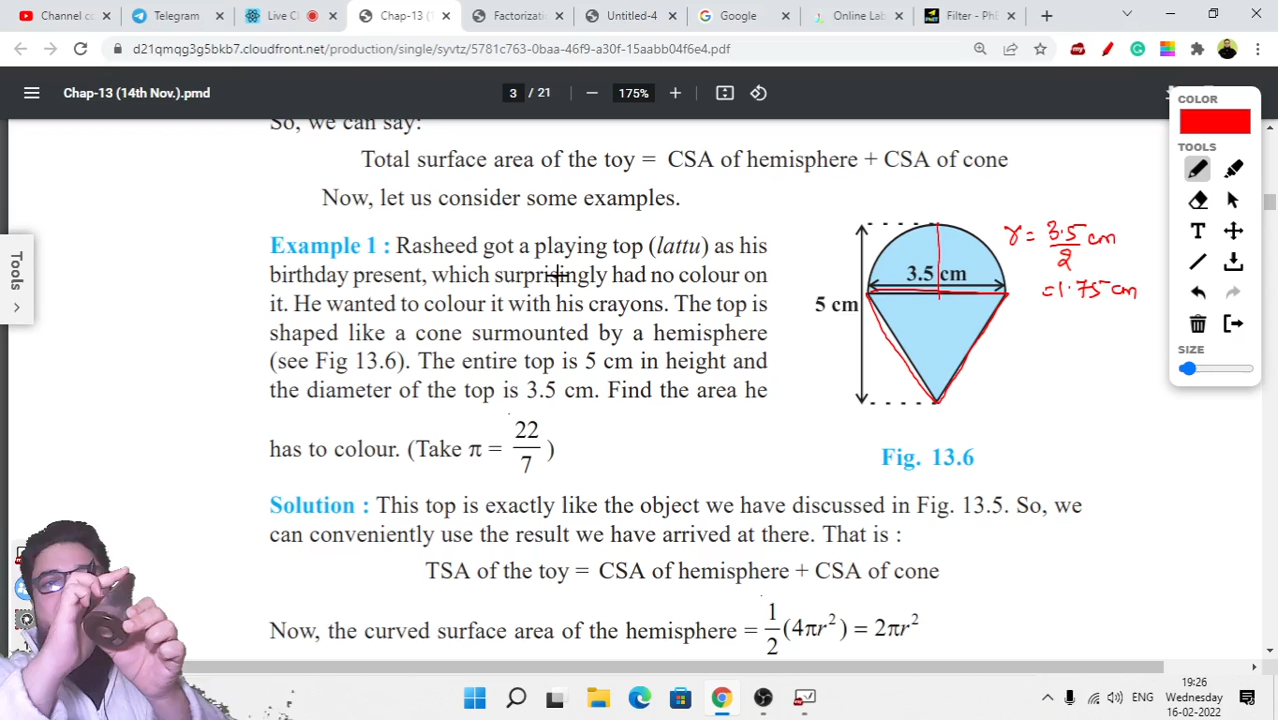 Channel co
Telegram
Live Cl
Chap-13 (1
Factorizatio
Untitled-4
Google
Online Lab
Filter - PhE
d21qmqg3g5bkb7.cloudfront.net/production/single/syvtz/5781c763-0baa-46f9-a30f-15aabb04f6e4.pdf
Chap-13 (14th Nov.).pmd
3 / 21
175%
So, we can say:
Total surface area of the toy = CSA of hemisphere + CSA of cone
Now, let us consider some examples.
Example 1 : Rasheed got a playing top (lattu) as his
birthday present, which surprisingly had no colour on
it. He wanted to colour it with his crayons. The top is
shaped like a cone surmounted by a hemisphere
(see Fig 13.6). The entire top is 5 cm in height and
the diameter of the top is 3.5 cm. Find the area he
has to colour. (Take π = 22/7)
3.5 cm
5 cm
r = 3.5/2 cm
= 1.75 cm
Fig. 13.6
Solution : This top is exactly like the object we have discussed in Fig. 13.5. So, we
can conveniently use the result we have arrived at there. That is :
TSA of the toy = CSA of hemisphere + CSA of cone
Now, the curved surface area of the hemisphere = 1/2(4πr²) = 2πr²
Tools
COLOR
TOOLS
T
SIZE
ENG
19:26
Wednesday
16-02-2022